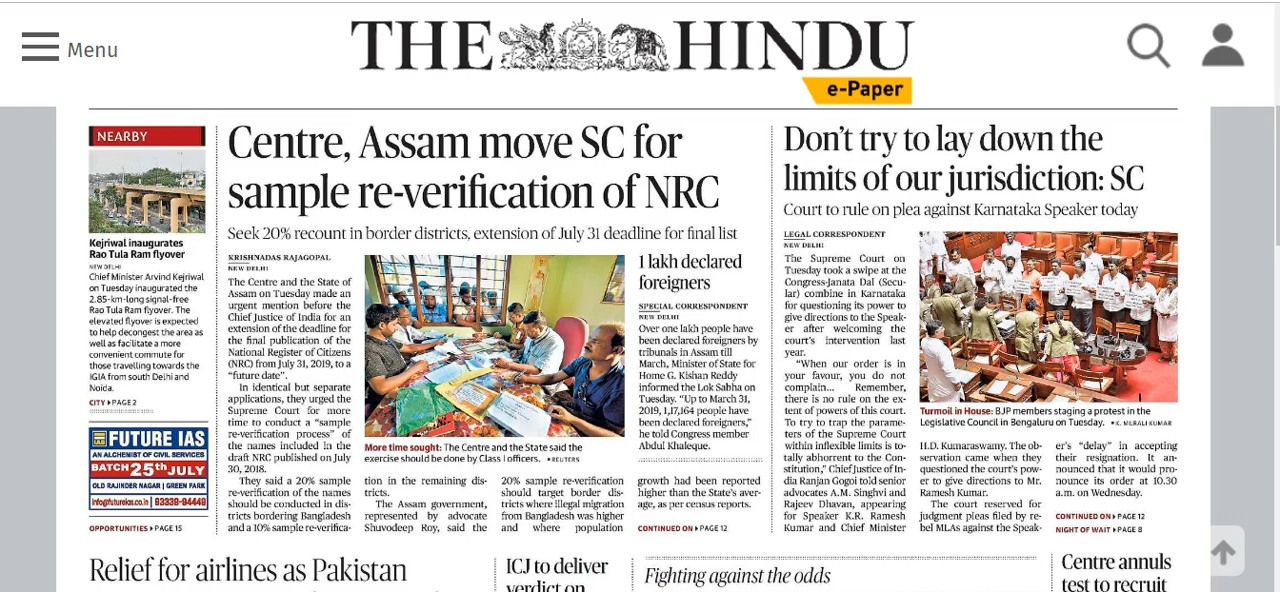 Menu
THE HINDU
e-Paper
NEARBY
Kejriwal inaugurates
Rao Tula Ram flyover
NEW DELHI
Chief Minister Arvind Kejriwal
on Tuesday inaugurated the
2.85-km-long signal-free
Rao Tula Ram flyover. The
elevated flyover is expected
to help decongest the area as
well as facilitate a more
convenient commute for
those travelling towards the
IGIA from south Delhi and
Noida.
CITY ▸ PAGE 2
FUTURE IAS
AN ALCHEMIST OF CIVIL SERVICES
BATCH 25th JULY
OLD RAJINDER NAGAR | GREEN PARK
info@futureias.co.in | 93339-94449
OPPORTUNITIES ▸ PAGE 15
Centre, Assam move SC for
sample re-verification of NRC
Seek 20% recount in border districts, extension of July 31 deadline for final list
KRISHNADAS RAJAGOPAL
NEW DELHI
The Centre and the State of
Assam on Tuesday made an
urgent mention before the
Chief Justice of India for an
extension of the deadline for
the final publication of the
National Register of Citizens
(NRC) from July 31, 2019, to a
“future date”.
In identical but separate
applications, they urged the
Supreme Court for more
time to conduct a “sample
re-verification process” of
the names included in the
draft NRC published on July
30, 2018.
They said a 20% sample
re-verification of the names
should be conducted in dis-
tricts bordering Bangladesh
and a 10% sample re-verifica-
More time sought: The Centre and the State said the
exercise should be done by Class I officers. • REUTERS
tion in the remaining dis-
tricts.
The Assam government,
represented by advocate
Shuvodeep Roy, said the
20% sample re-verification
should target border dis-
tricts where illegal migration
from Bangladesh was higher
and where population
1 lakh declared
foreigners
SPECIAL CORRESPONDENT
NEW DELHI
Over one lakh people have
been declared foreigners by
tribunals in Assam till
March, Minister of State for
Home G. Kishan Reddy
informed the Lok Sabha on
Tuesday. “Up to March 31,
2019, 1,17,164 people have
been declared foreigners,”
he told Congress member
Abdul Khaleque.
growth had been reported
higher than the State’s aver-
age, as per census reports.
CONTINUED ON ▸ PAGE 12
Don’t try to lay down the
limits of our jurisdiction: SC
Court to rule on plea against Karnataka Speaker today
LEGAL CORRESPONDENT
NEW DELHI
The Supreme Court on
Tuesday took a swipe at the
Congress-Janata Dal (Secu-
lar) combine in Karnataka
for questioning its power to
give directions to the Speak-
er after welcoming the
court’s intervention last
year.
“When our order is in
your favour, you do not
complain... Remember,
there is no rule on the ex-
tent of powers of this court.
To try to trap the parame-
ters of the Supreme Court
within inflexible limits is to-
tally abhorrent to the Con-
stitution,” Chief Justice of In-
dia Ranjan Gogoi told senior
advocates A.M. Singhvi and
Rajeev Dhavan, appearing
for Speaker K.R. Ramesh
Kumar and Chief Minister
Turmoil in House: BJP members staging a protest in the
Legislative Council in Bengaluru on Tuesday. • K. MURALI KUMAR
H.D. Kumaraswamy. The ob-
servation came when they
questioned the court’s pow-
er to give directions to Mr.
Ramesh Kumar.
The court reserved for
judgment pleas filed by re-
bel MLAs against the Speak-
er’s “delay” in accepting
their resignation. It an-
nounced that it would pro-
nounce its order at 10.30
a.m. on Wednesday.
CONTINUED ON ▸ PAGE 12
NIGHT OF WAIT ▸ PAGE 8
Relief for airlines as Pakistan
ICJ to deliver
verdict on
Fighting against the odds
Centre annuls
test to recruit